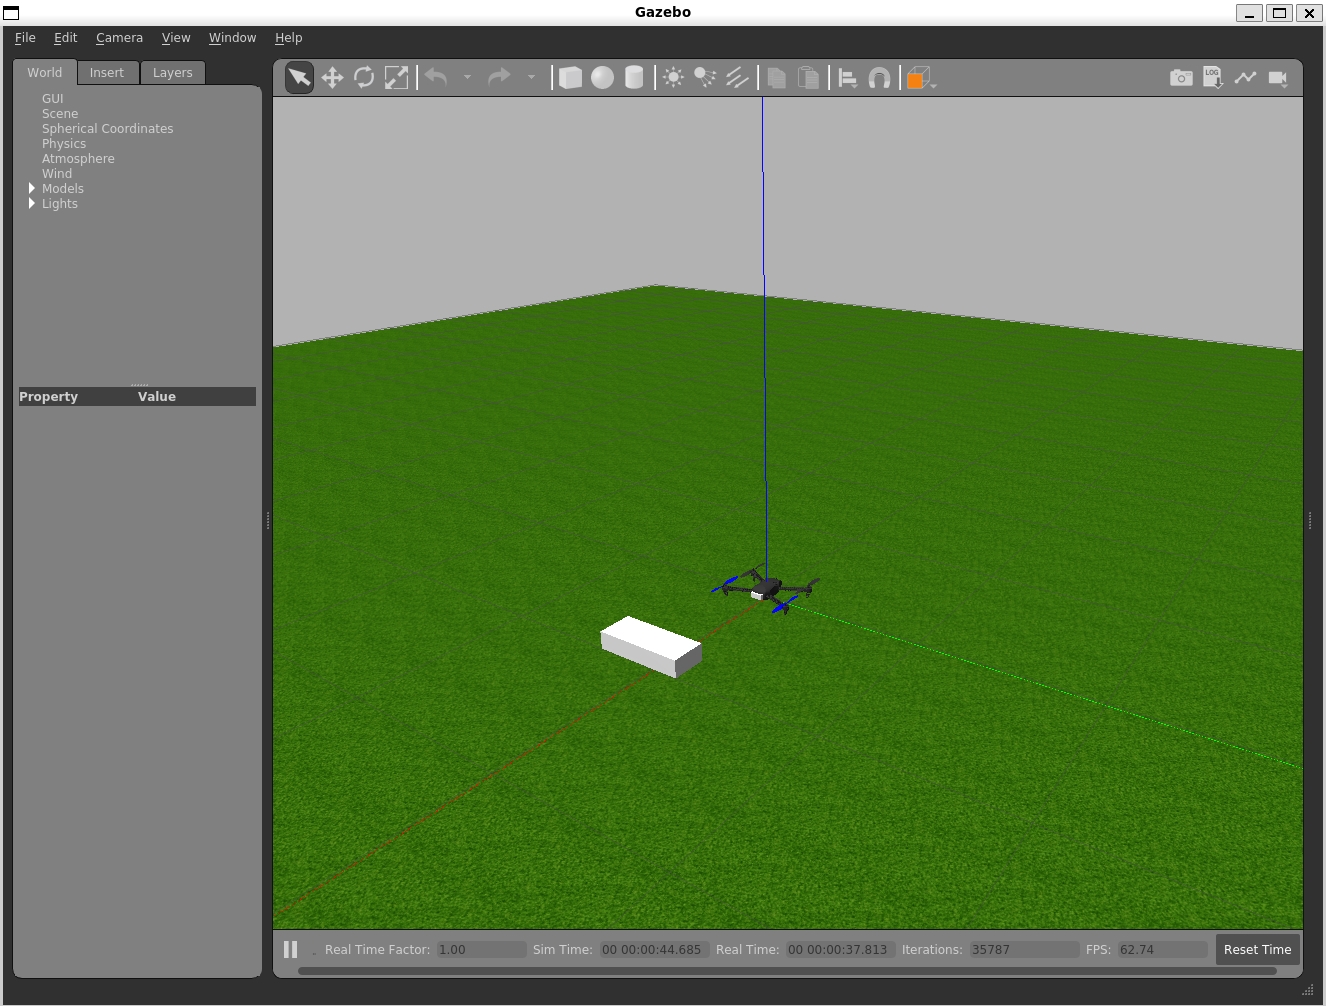 Gazebo
File Edit Camera View Window Help
World Insert Layers
LOG
GUI
Scene
Spherical Coordinates
Physics
Atmosphere
Wind
Models
Lights
Property Value
Real Time Factor: 1.00 Sim Time: 00 00:00:44.685 Real Time: 00 00:00:37.813 Iterations: 35787 FPS: 62.74 Reset Time